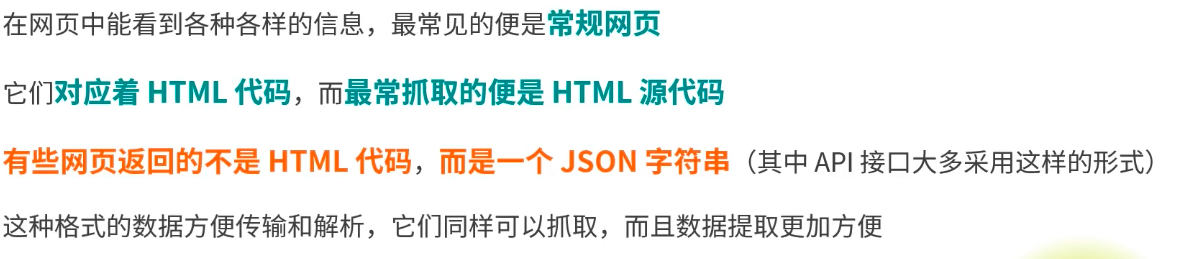 在网页中能看到各种各样的信息，最常见的便是常规网页
它们对应着 HTML 代码，而最常抓取的便是 HTML 源代码
有些网页返回的不是 HTML 代码，而是一个 JSON 字符串（其中 API 接口大多采用这样的形式）
这种格式的数据方便传输和解析，它们同样可以抓取，而且数据提取更加方便